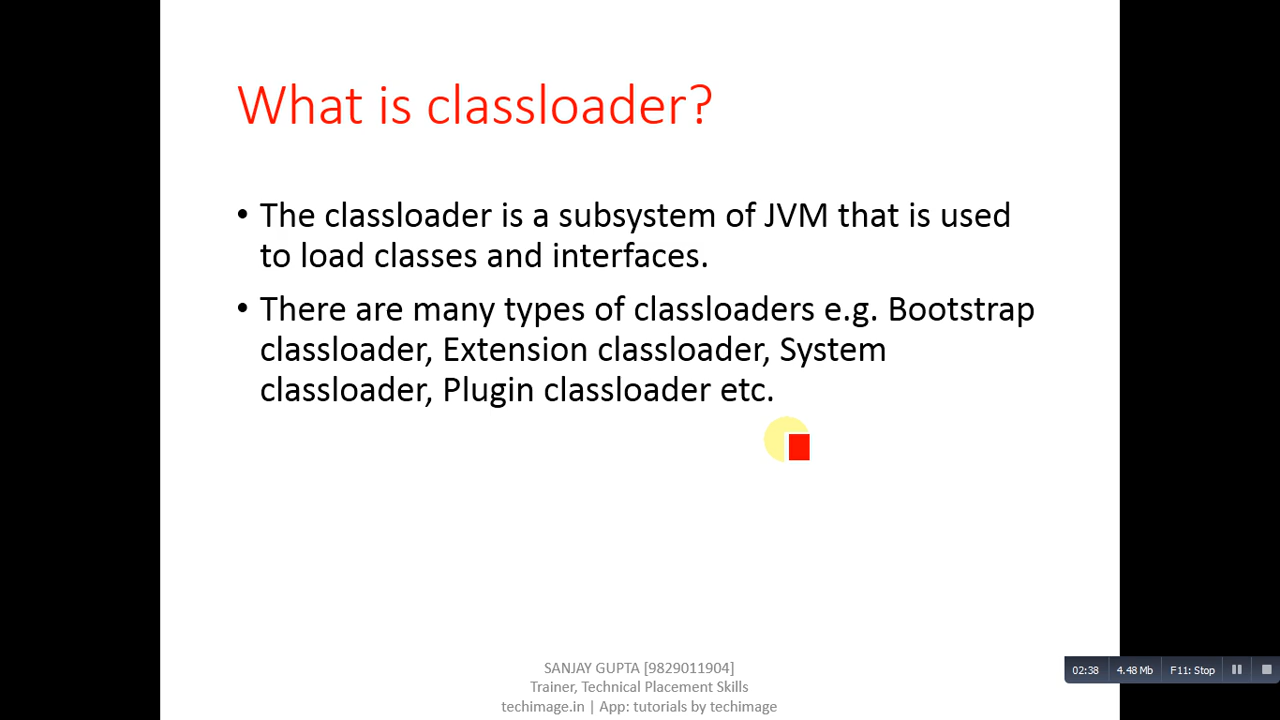 What is classloader?
• The classloader is a subsystem of JVM that is used
to load classes and interfaces.
• There are many types of classloaders e.g. Bootstrap
classloader, Extension classloader, System
classloader, Plugin classloader etc.
SANJAY GUPTA [9829011904]
Trainer, Technical Placement Skills
techimage.in | App: tutorials by techimage
02:38 4.48 Mb F11: Stop